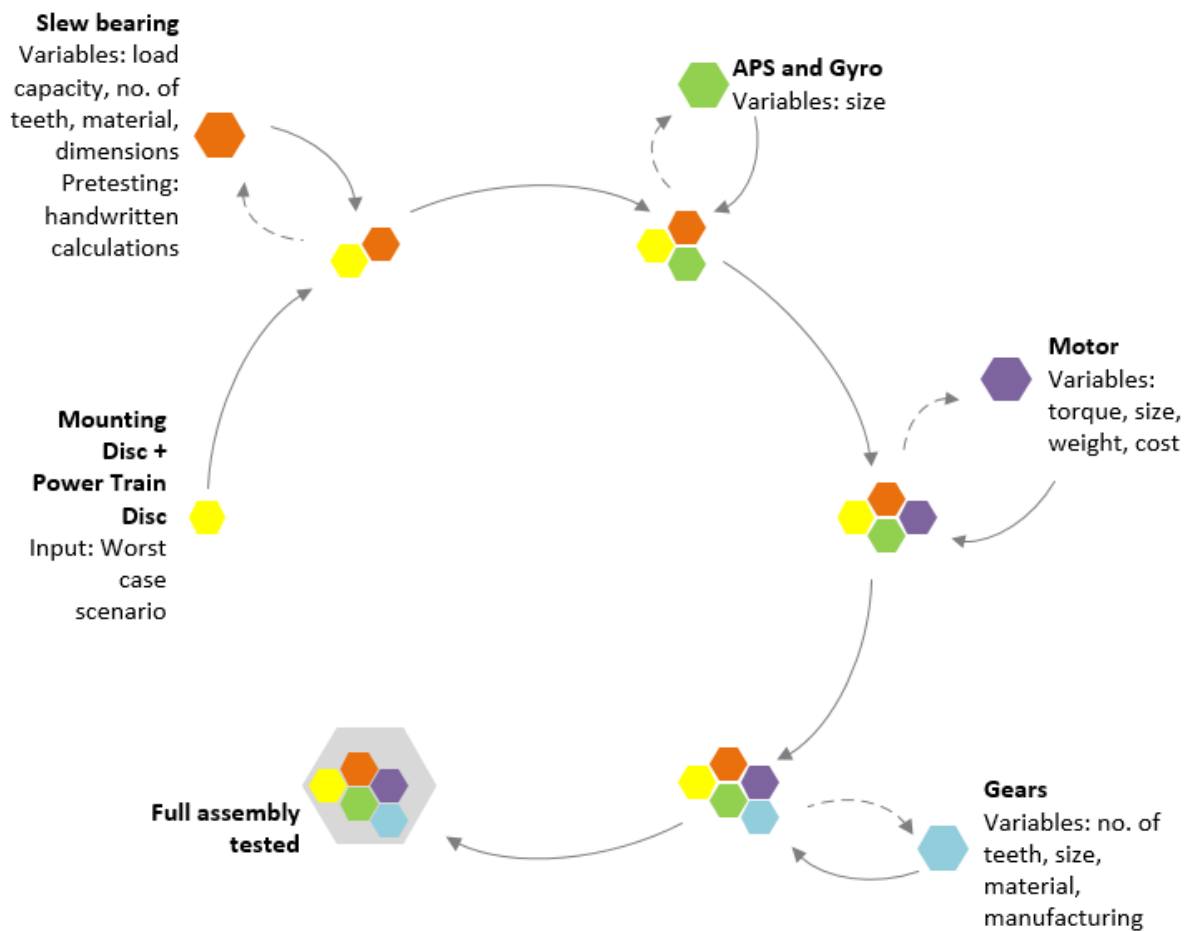 Slew bearing
Variables: load
capacity, no. of
teeth, material,
dimensions
Pretesting:
handwritten
calculations
APS and Gyro
Variables: size
Motor
Variables:
torque, size,
weight, cost
Mounting
Disc +
Power Train
Disc
Input: Worst
case
scenario
Full assembly
tested
Gears
Variables: no. of
teeth, size,
material,
manufacturing